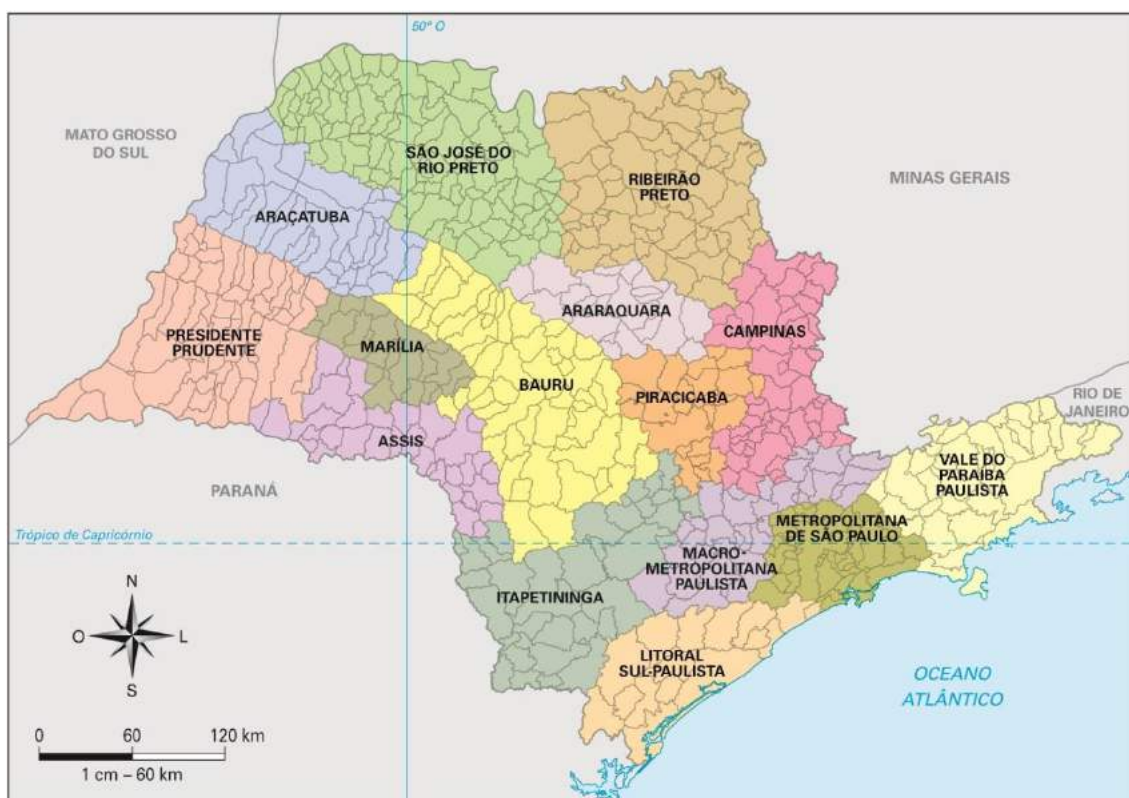 50º O
MATO GROSSO
DO SUL
SÃO JOSÉ DO
RIO PRETO
RIBEIRÃO
PRETO
MINAS GERAIS
ARAÇATUBA
ARARAQUARA
CAMPINAS
PRESIDENTE
PRUDENTE
MARÍLIA
BAURU
PIRACICABA
RIO DE
JANEIRO
ASSIS
VALE DO
PARAÍBA
PAULISTA
PARANÁ
METROPOLITANA
DE SÃO PAULO
Trópico de Capricórnio
MACRO-
METROPOLITANA
PAULISTA
ITAPETININGA
N
O
L
S
LITORAL
SUL-PAULISTA
OCEANO
ATLÂNTICO
0 60 120 km
1 cm – 60 km